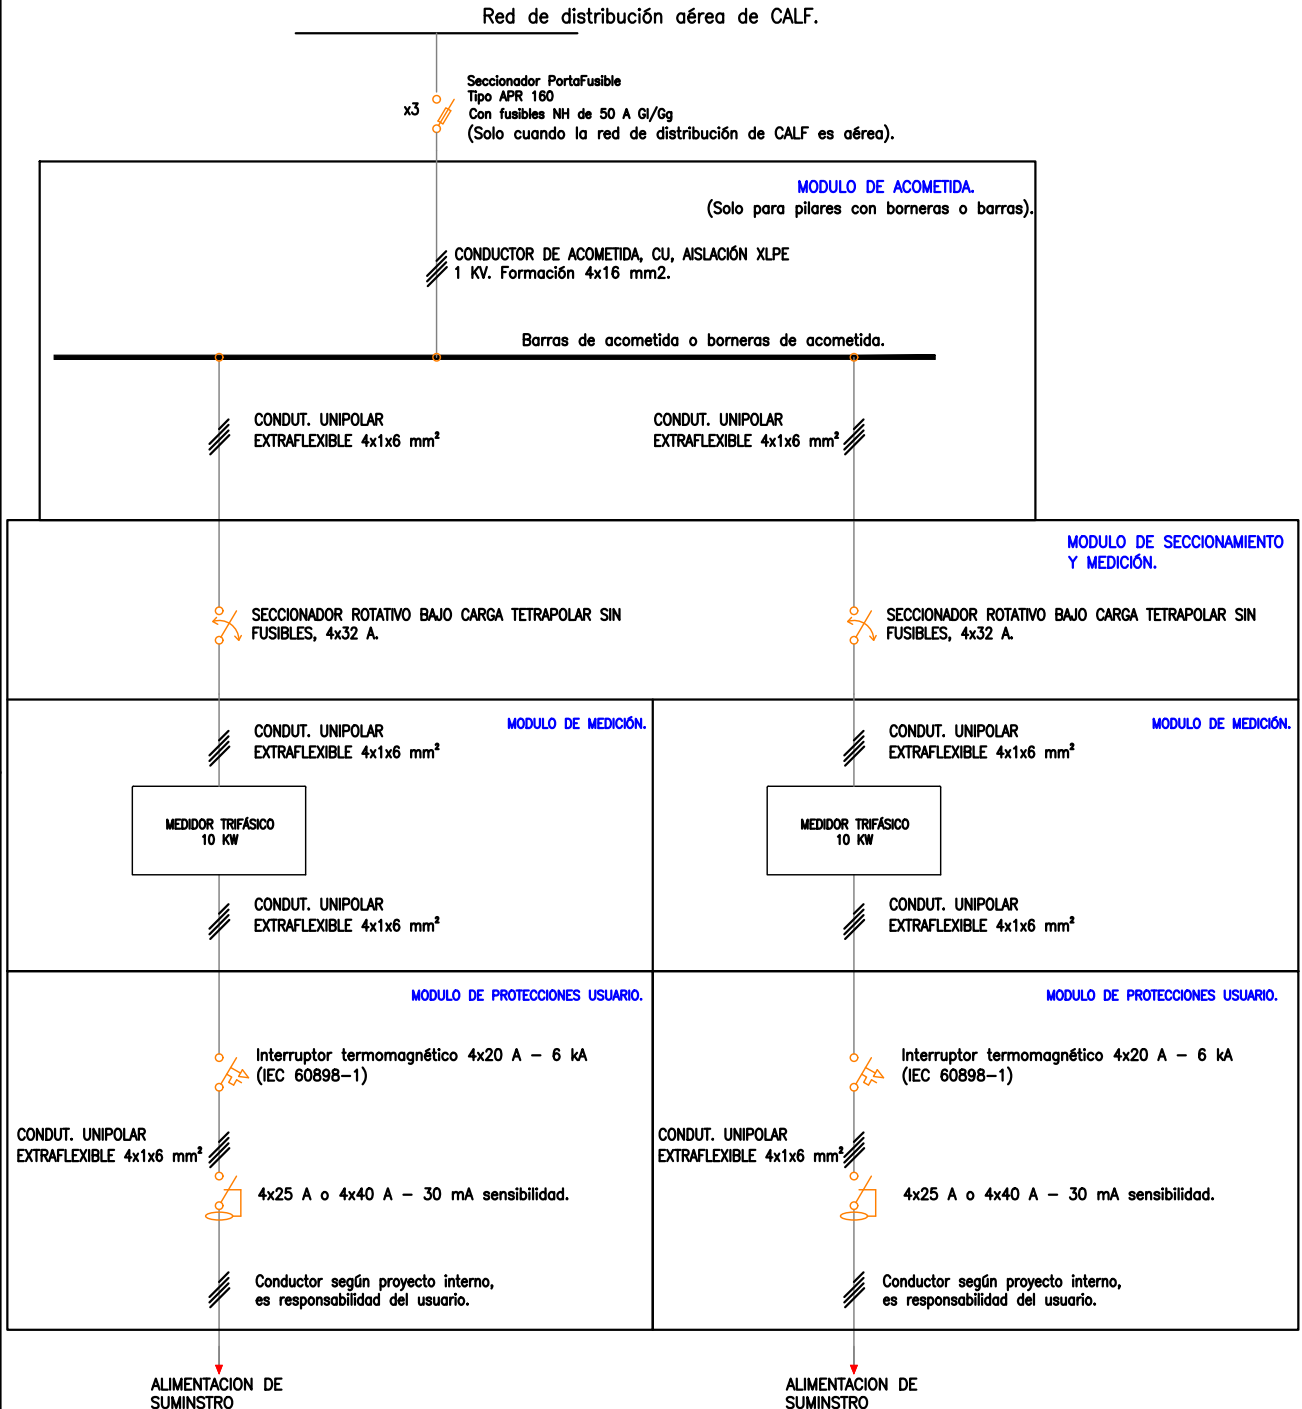 Red de distribución aérea de CALF.
x3
Seccionador PortaFusible
Tipo APR 160
Con fusibles NH de 50 A Gl/Gg
(Solo cuando la red de distribución de CALF es aérea).
MODULO DE ACOMETIDA.
(Solo para pilares con borneras o barras).
CONDUCTOR DE ACOMETIDA, CU, AISLACIÓN XLPE
1 KV. Formación 4x16 mm2.
Barras de acometida o borneras de acometida.
CONDUT. UNIPOLAR
EXTRAFLEXIBLE 4x1x6 mm²
CONDUT. UNIPOLAR
EXTRAFLEXIBLE 4x1x6 mm²
MODULO DE SECCIONAMIENTO
Y MEDICIÓN.
SECCIONADOR ROTATIVO BAJO CARGA TETRAPOLAR SIN
FUSIBLES, 4x32 A.
SECCIONADOR ROTATIVO BAJO CARGA TETRAPOLAR SIN
FUSIBLES, 4x32 A.
MODULO DE MEDICIÓN.
CONDUT. UNIPOLAR
EXTRAFLEXIBLE 4x1x6 mm²
MEDIDOR TRIFÁSICO
10 KW
CONDUT. UNIPOLAR
EXTRAFLEXIBLE 4x1x6 mm²
MODULO DE MEDICIÓN.
CONDUT. UNIPOLAR
EXTRAFLEXIBLE 4x1x6 mm²
MEDIDOR TRIFÁSICO
10 KW
CONDUT. UNIPOLAR
EXTRAFLEXIBLE 4x1x6 mm²
MODULO DE PROTECCIONES USUARIO.
Interruptor termomagnético 4x20 A – 6 kA
(IEC 60898–1)
CONDUT. UNIPOLAR
EXTRAFLEXIBLE 4x1x6 mm²
4x25 A o 4x40 A – 30 mA sensibilidad.
Conductor según proyecto interno,
es responsabilidad del usuario.
MODULO DE PROTECCIONES USUARIO.
Interruptor termomagnético 4x20 A – 6 kA
(IEC 60898–1)
CONDUT. UNIPOLAR
EXTRAFLEXIBLE 4x1x6 mm²
4x25 A o 4x40 A – 30 mA sensibilidad.
Conductor según proyecto interno,
es responsabilidad del usuario.
ALIMENTACION DE
SUMINSTRO
ALIMENTACION DE
SUMINSTRO